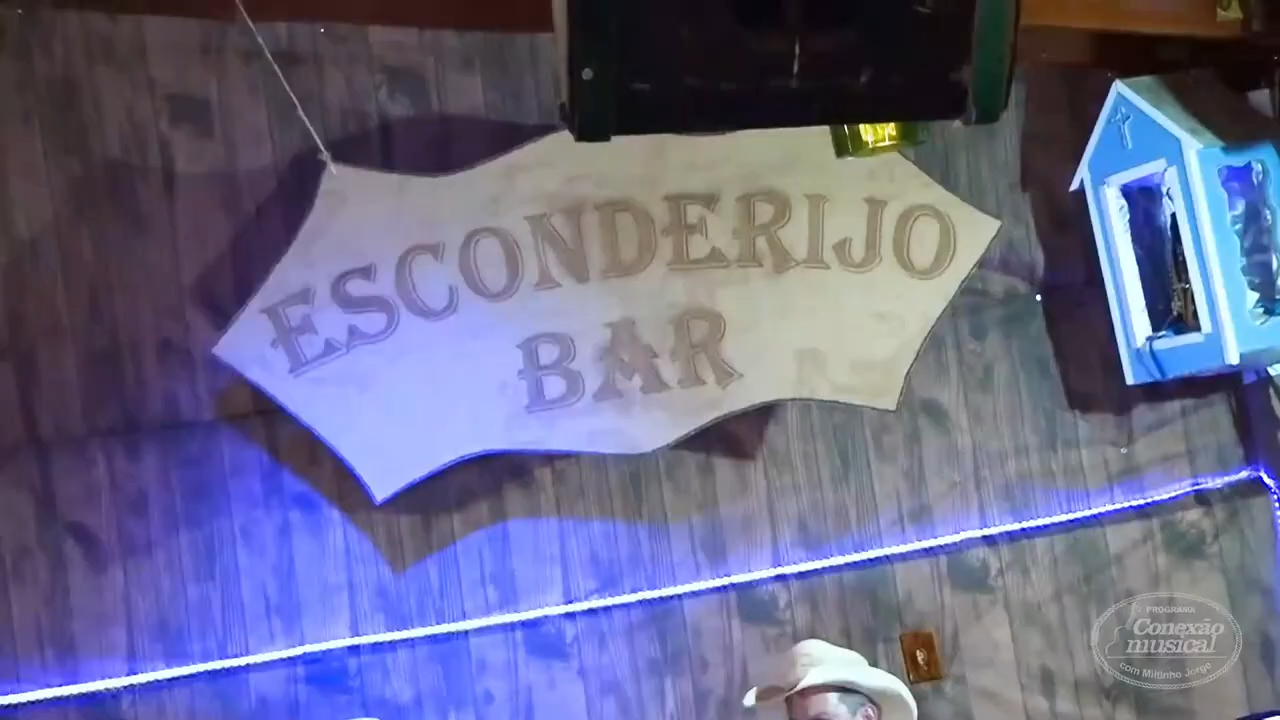 ESCONDERIJO
BAR
PROGRAMA
Conexão
musical
com Miltinho Jorge